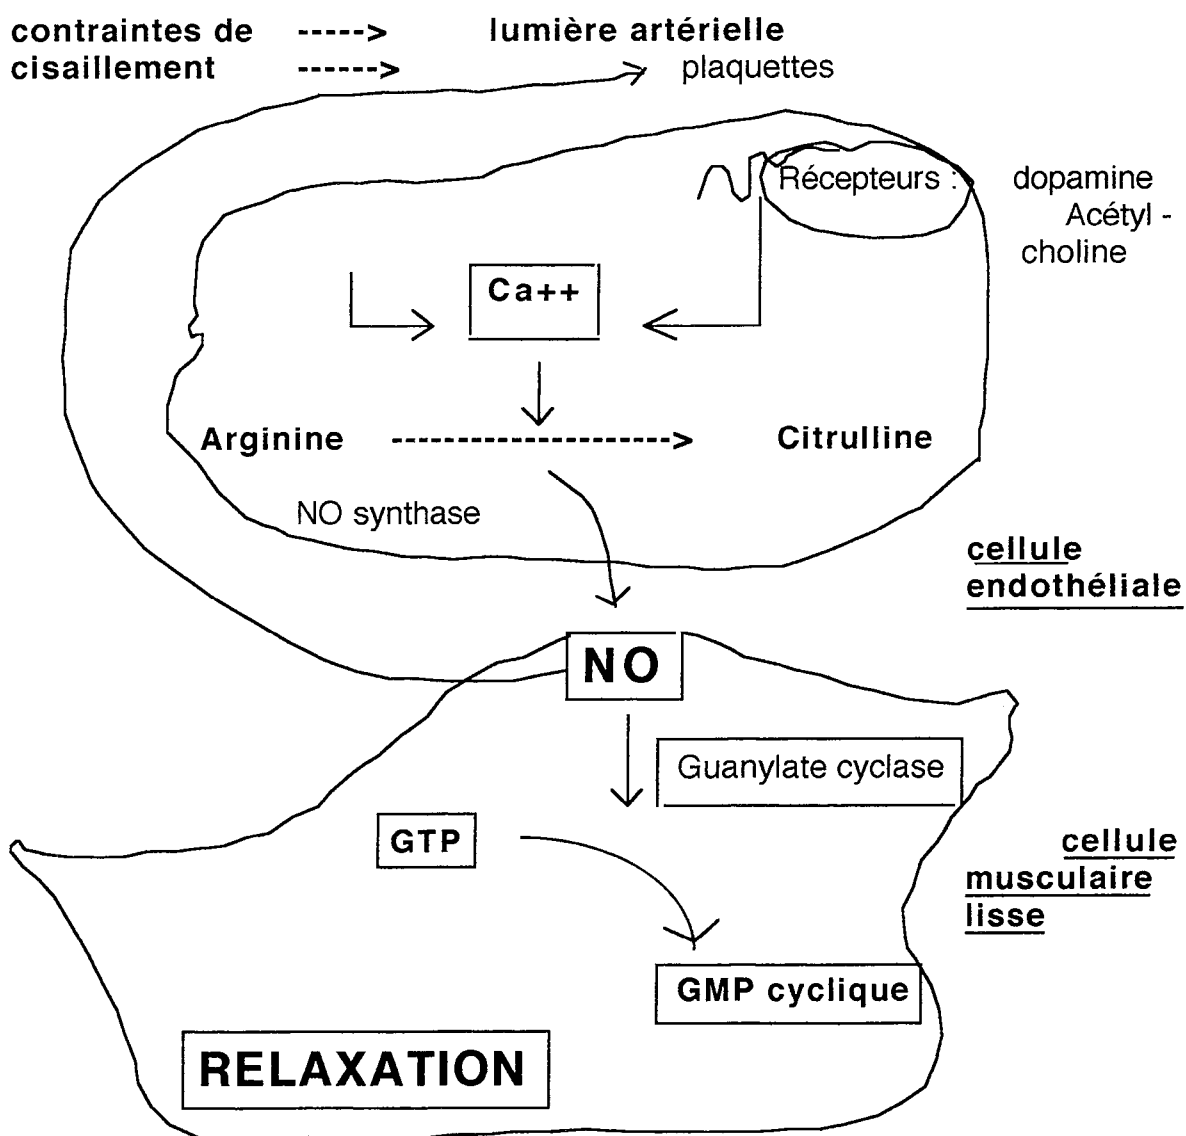 contraintes de -----> lumière artérielle
cisaillement ------> plaquettes
Récepteurs : dopamine
Acétyl -
choline
Ca++
Arginine --------------------> Citrulline
NO synthase
cellule
endothéliale
NO
Guanylate cyclase
GTP
cellule
musculaire
lisse
GMP cyclique
RELAXATION